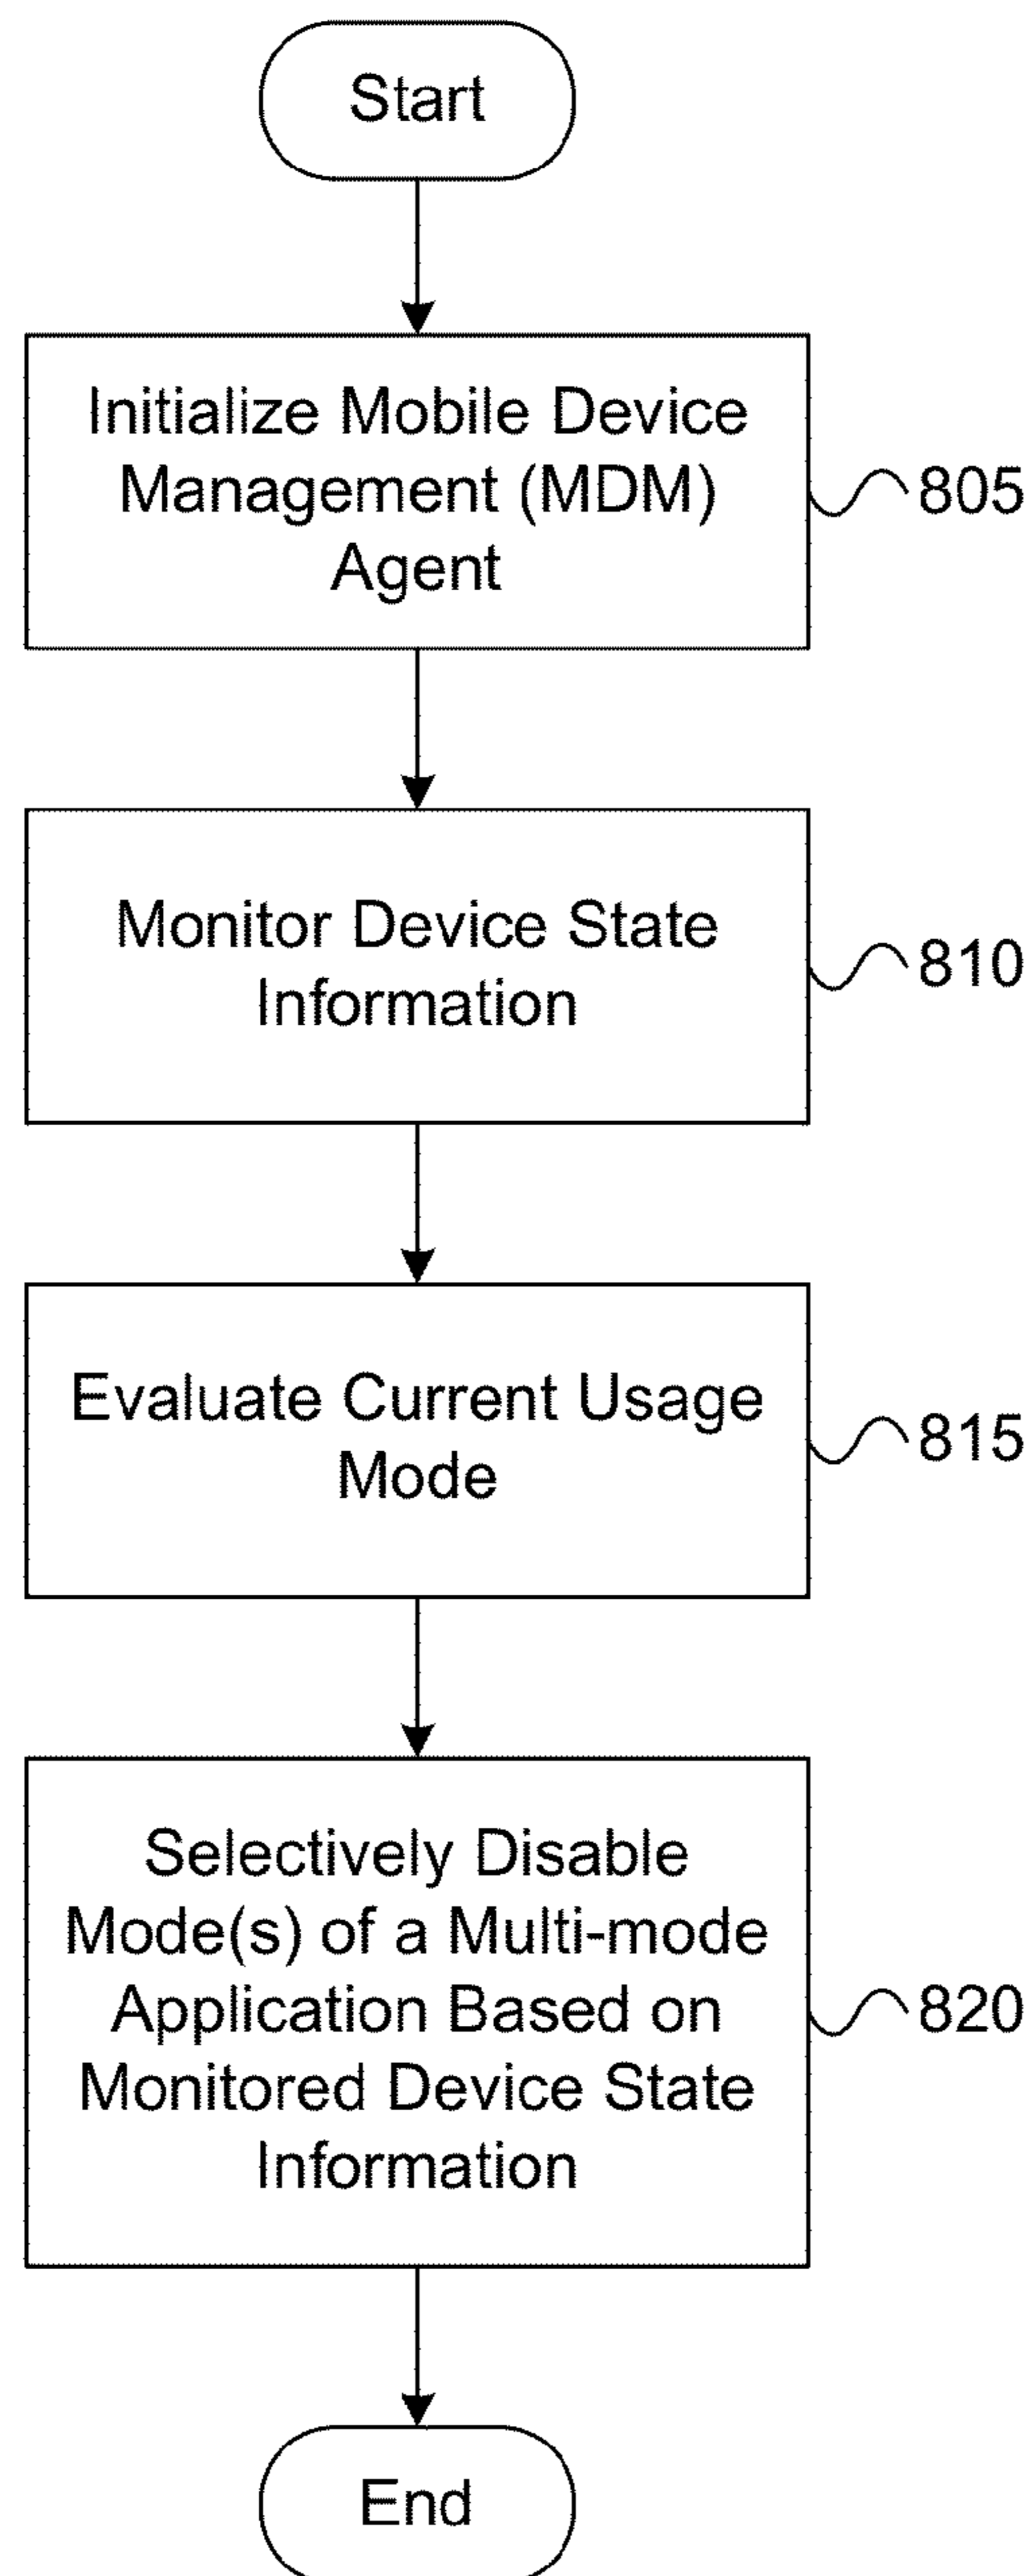 Start
Initialize Mobile Device
Management (MDM)
Agent
805
Monitor Device State
Information
810
Evaluate Current Usage
Mode
815
Selectively Disable
Mode(s) of a Multi-mode
Application Based on
Monitored Device State
Information
820
End